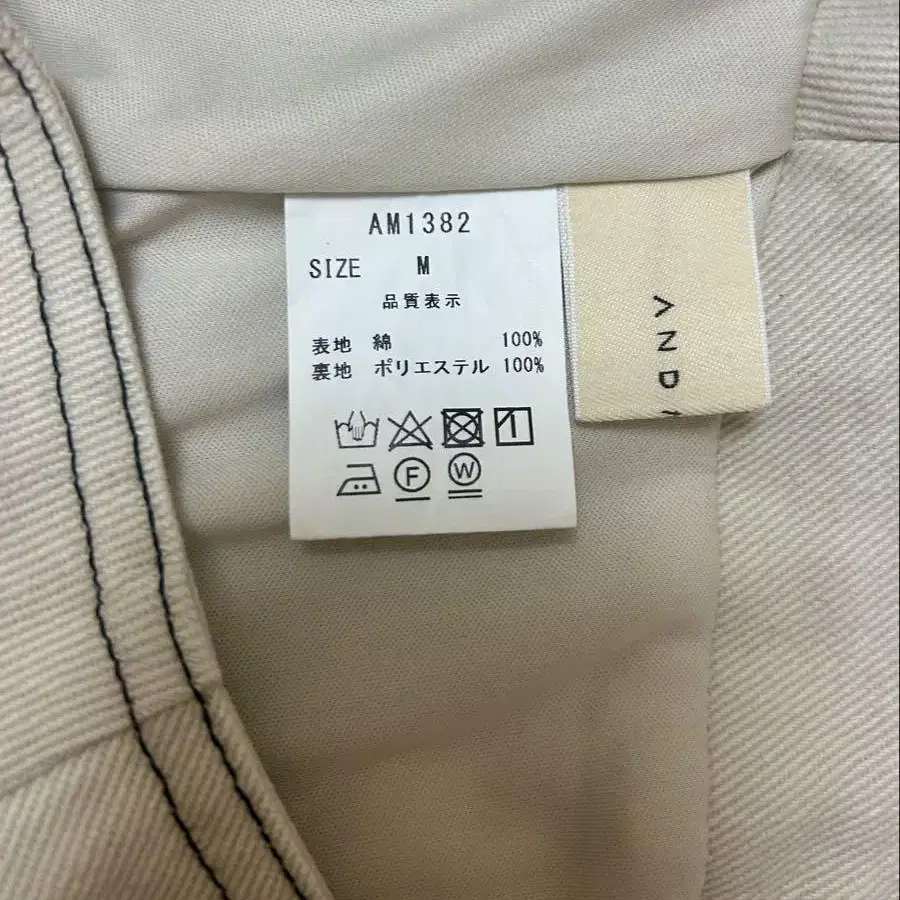 AM1382
SIZE M
品質表示
表地 綿 100%
裏地 ポリエステル 100%
F W
AND